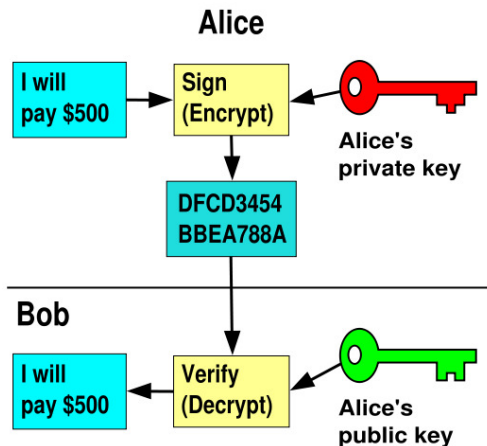 Alice
I will
pay $500
Sign
(Encrypt)
Alice's
private key
DFCD3454
BBEA788A
Bob
I will
pay $500
Verify
(Decrypt)
Alice's
public key